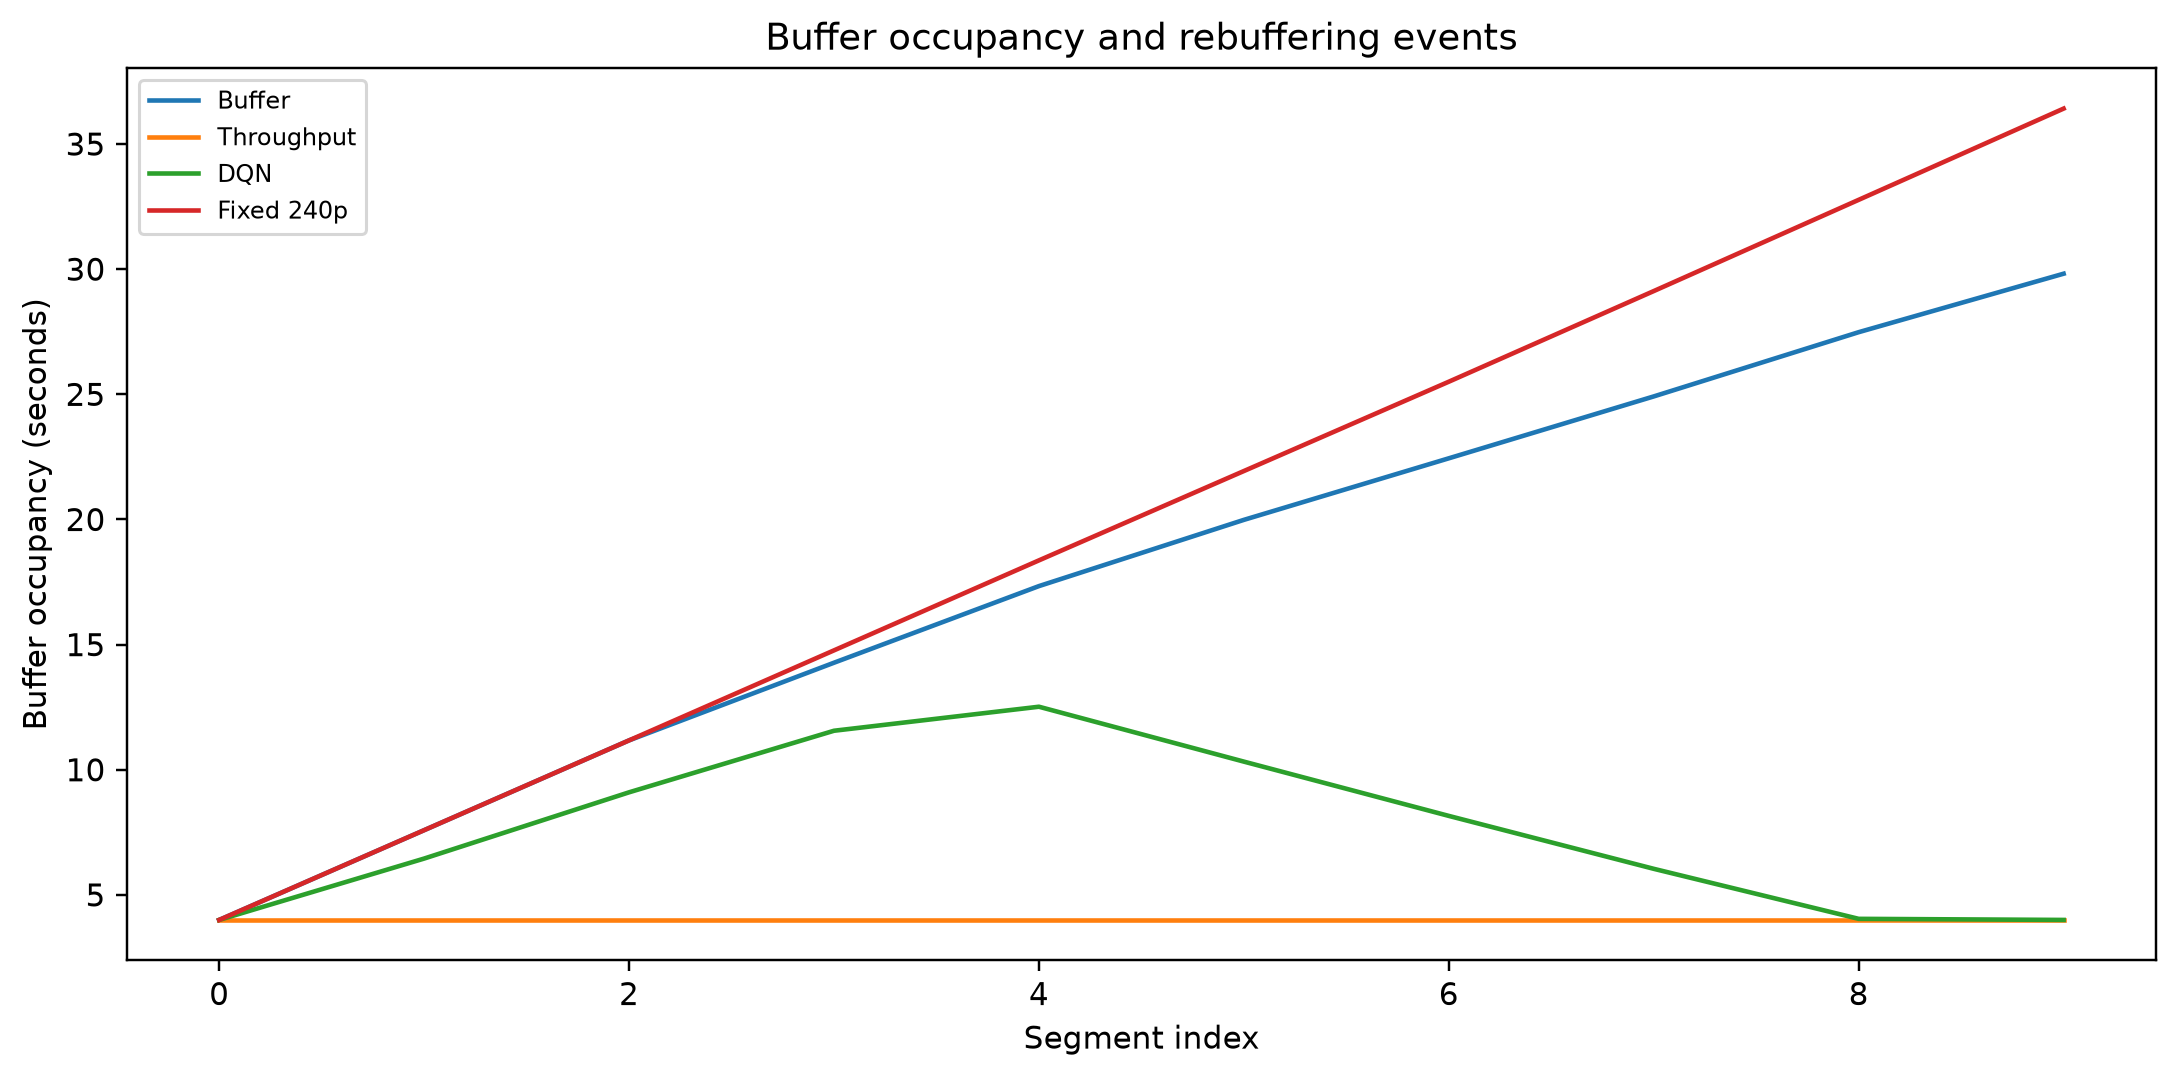 Buffer occupancy and rebuffering events
Buffer
Throughput
DQN
Fixed 240p
35
30
25
20
15
10
5
Buffer occupancy (seconds)
0 2 4 6 8
Segment index